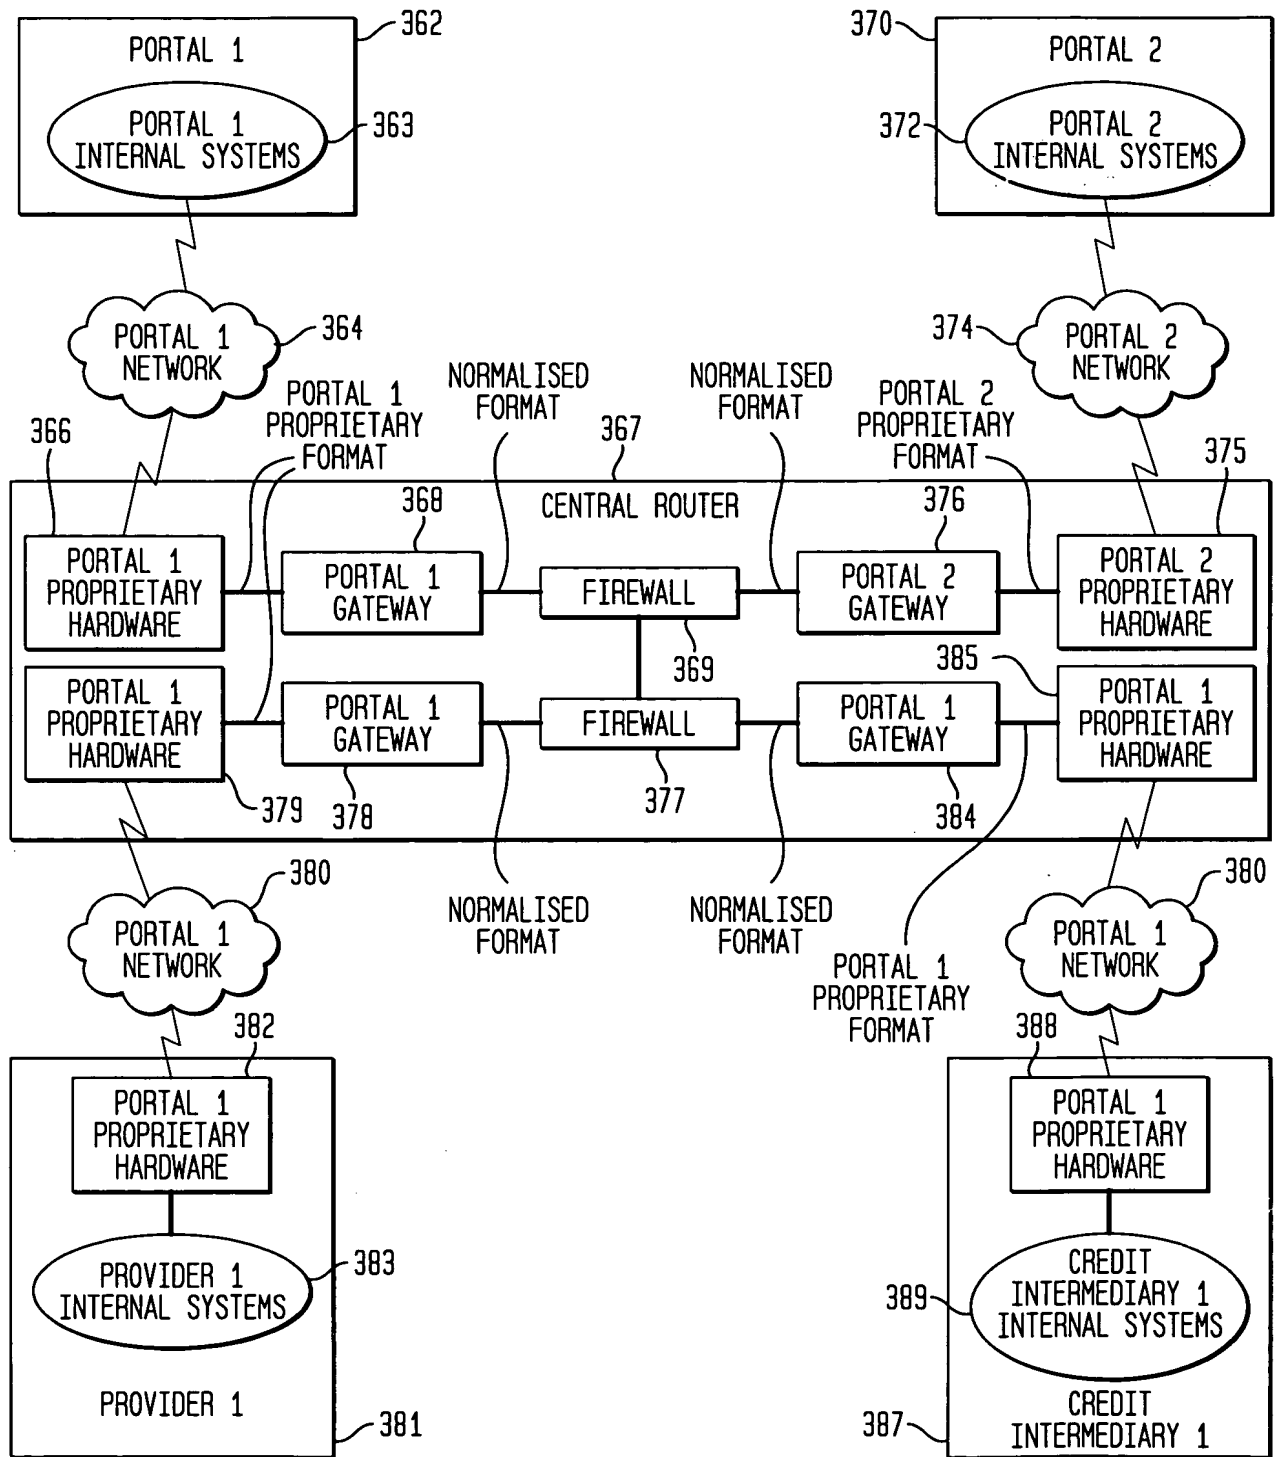 362
PORTAL 1
PORTAL 1
INTERNAL SYSTEMS
363
370
PORTAL 2
372
PORTAL 2
INTERNAL SYSTEMS
PORTAL 1
NETWORK
364
374
PORTAL 2
NETWORK
366
PORTAL 1
PROPRIETARY
FORMAT
NORMALISED
FORMAT
367
NORMALISED
FORMAT
PORTAL 2
PROPRIETARY
FORMAT
375
CENTRAL ROUTER
368
376
PORTAL 1
PROPRIETARY
HARDWARE
PORTAL 1
GATEWAY
FIREWALL
369
PORTAL 2
GATEWAY
PORTAL 2
PROPRIETARY
HARDWARE
385
PORTAL 1
PROPRIETARY
HARDWARE
379
PORTAL 1
GATEWAY
378
FIREWALL
377
PORTAL 1
GATEWAY
384
PORTAL 1
PROPRIETARY
HARDWARE
380
PORTAL 1
NETWORK
NORMALISED
FORMAT
NORMALISED
FORMAT
PORTAL 1
PROPRIETARY
FORMAT
380
PORTAL 1
NETWORK
382
PORTAL 1
PROPRIETARY
HARDWARE
PROVIDER 1
INTERNAL SYSTEMS
383
PROVIDER 1
381
388
PORTAL 1
PROPRIETARY
HARDWARE
389
CREDIT
INTERMEDIARY 1
INTERNAL SYSTEMS
387
CREDIT
INTERMEDIARY 1